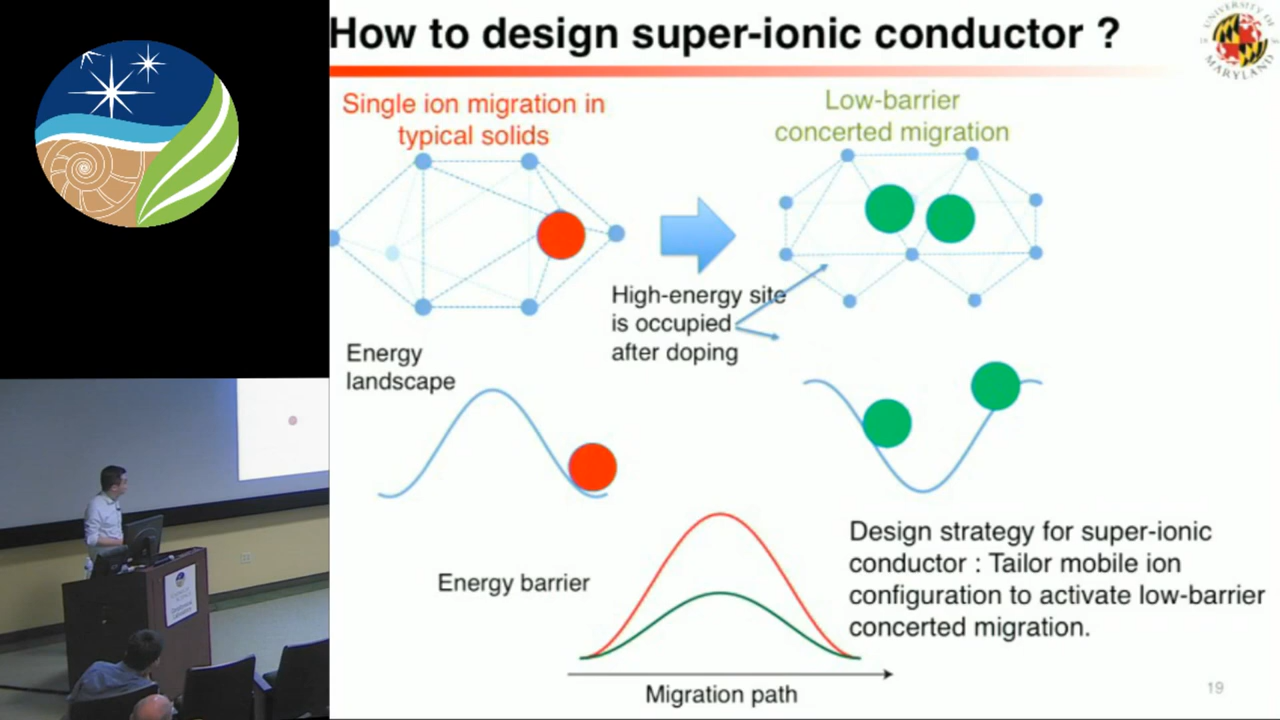 How to design super-ionic conductor ?
UNIVERSITY OF
MARYLAND
Single ion migration in
typical solids
Low-barrier
concerted migration
High-energy site
is occupied
after doping
Energy
landscape
Energy barrier
Migration path
Design strategy for super-ionic
conductor : Tailor mobile ion
configuration to activate low-barrier
concerted migration.
19